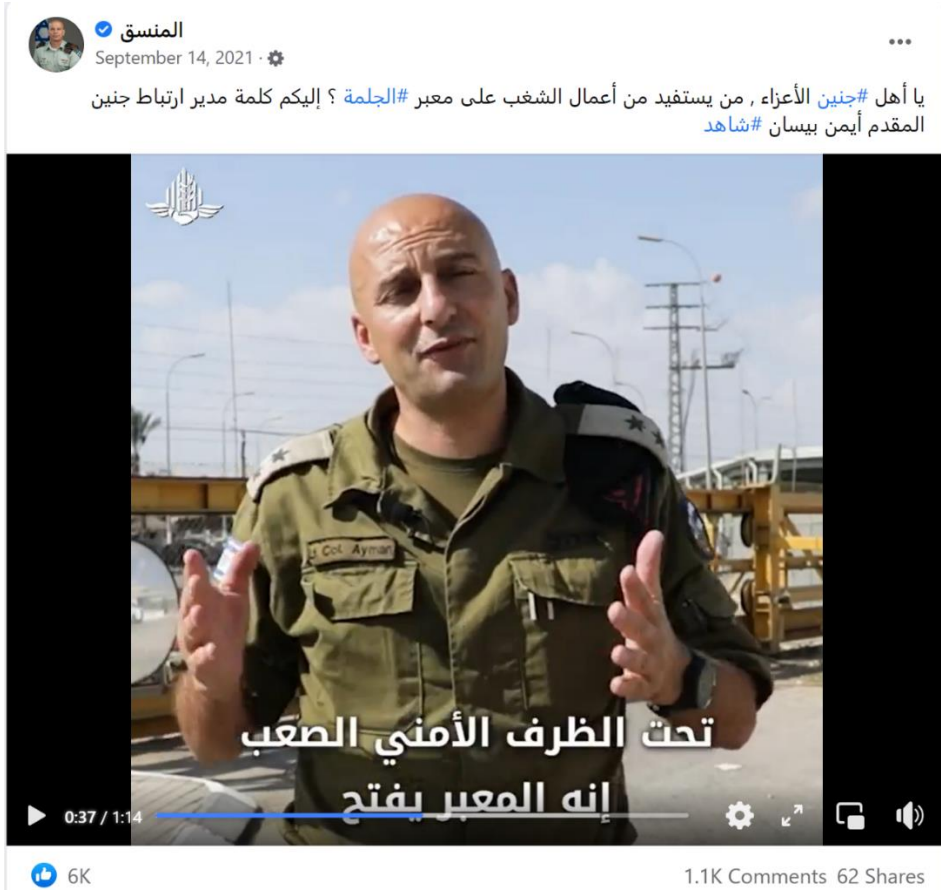 المنسق
September 14, 2021
يا أهل #جنين الأعزاء , من يستفيد من أعمال الشغب على معبر #الجلمة ؟ إليكم كلمة مدير ارتباط جنين
المقدم أيمن بيسان #شاهد
Lt Col. Ayman
تحت الظرف الأمني الصعب
إنه المعبر يفتح
0:37 / 1:14
6K
1.1K Comments 62 Shares